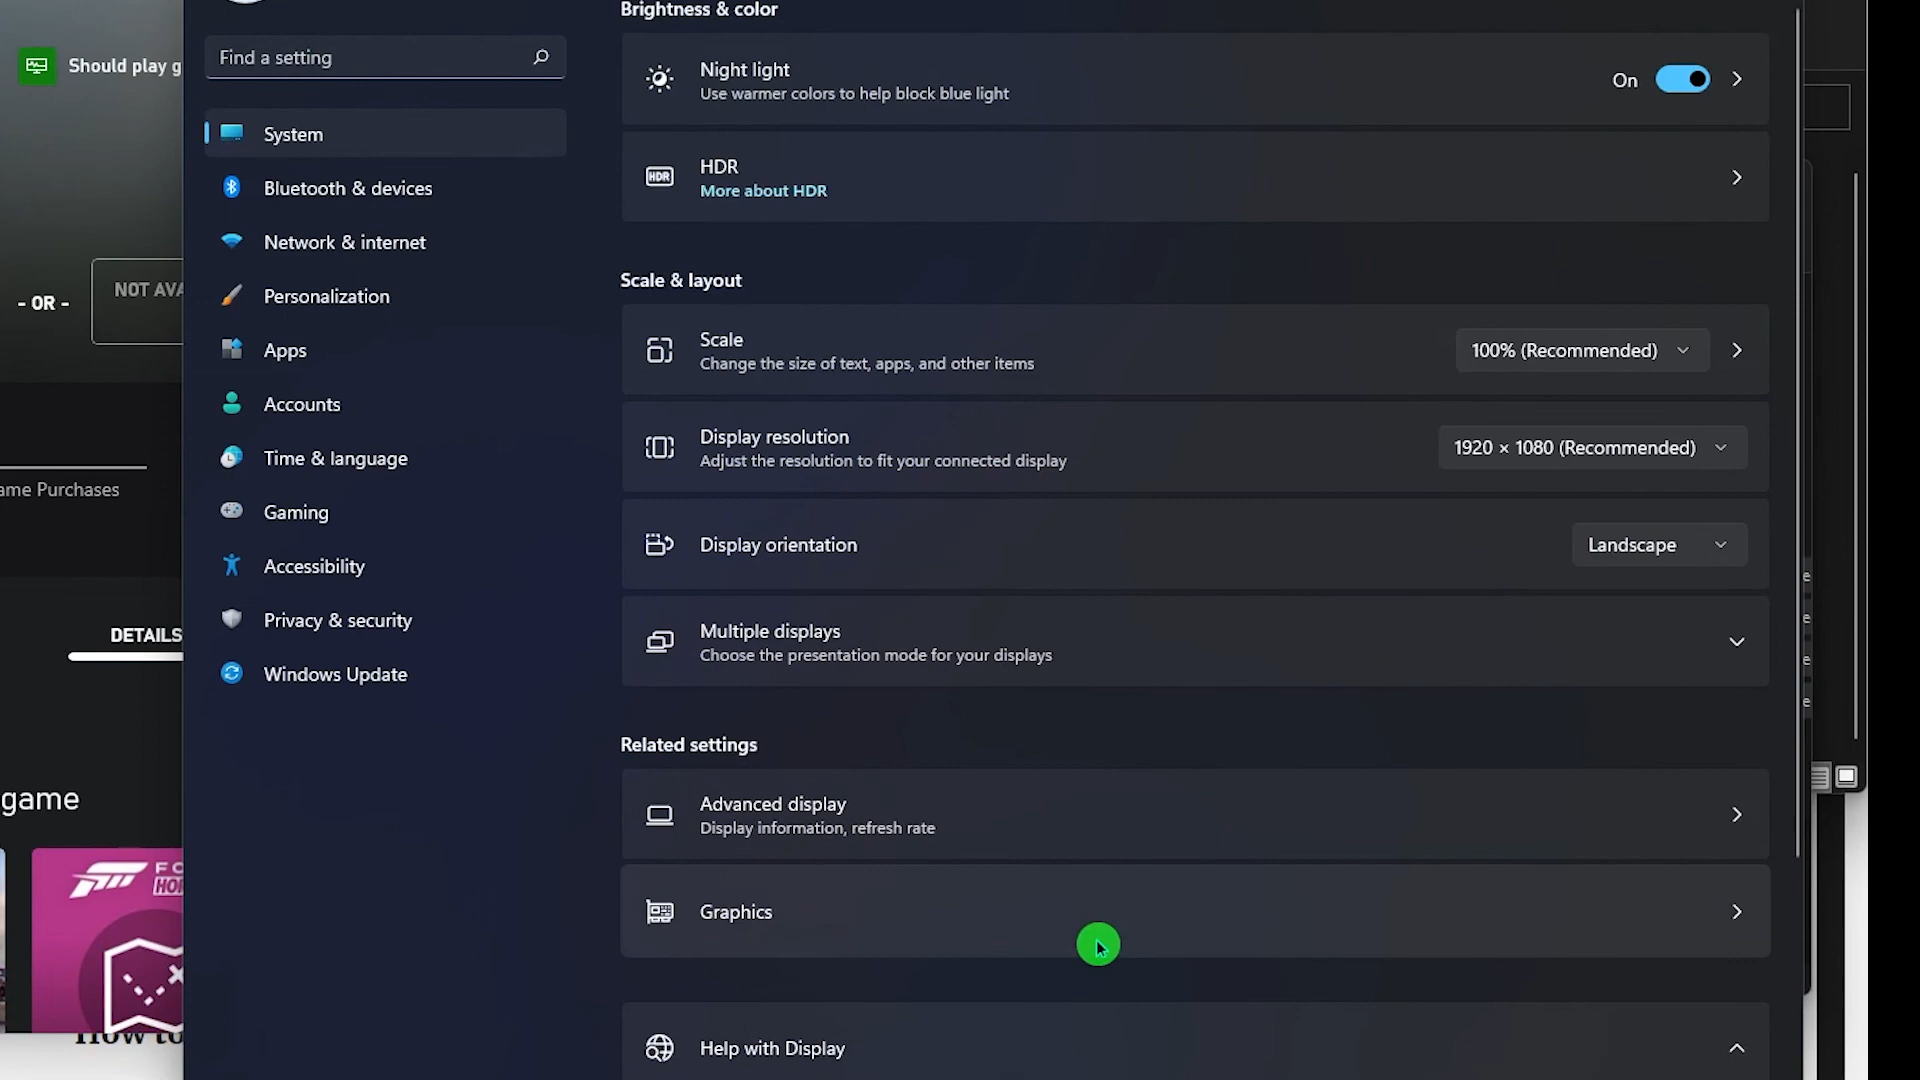 Brightness & color
Find a setting
Should play g
Night light
Use warmer colors to help block blue light
On
System
HDR
HDR
More about HDR
Bluetooth & devices
Network & internet
Scale & layout
Personalization
- OR -
NOT AVA
Scale
Change the size of text, apps, and other items
100% (Recommended)
Apps
Accounts
Display resolution
Adjust the resolution to fit your connected display
1920 × 1080 (Recommended)
Time & language
ame Purchases
Gaming
Display orientation
Landscape
Accessibility
e
Privacy & security
e
Multiple displays
Choose the presentation mode for your displays
DETAILS
e
Windows Update
e
Related settings
game
Advanced display
Display information, refresh rate
FO
HO
Graphics
How to
Help with Display